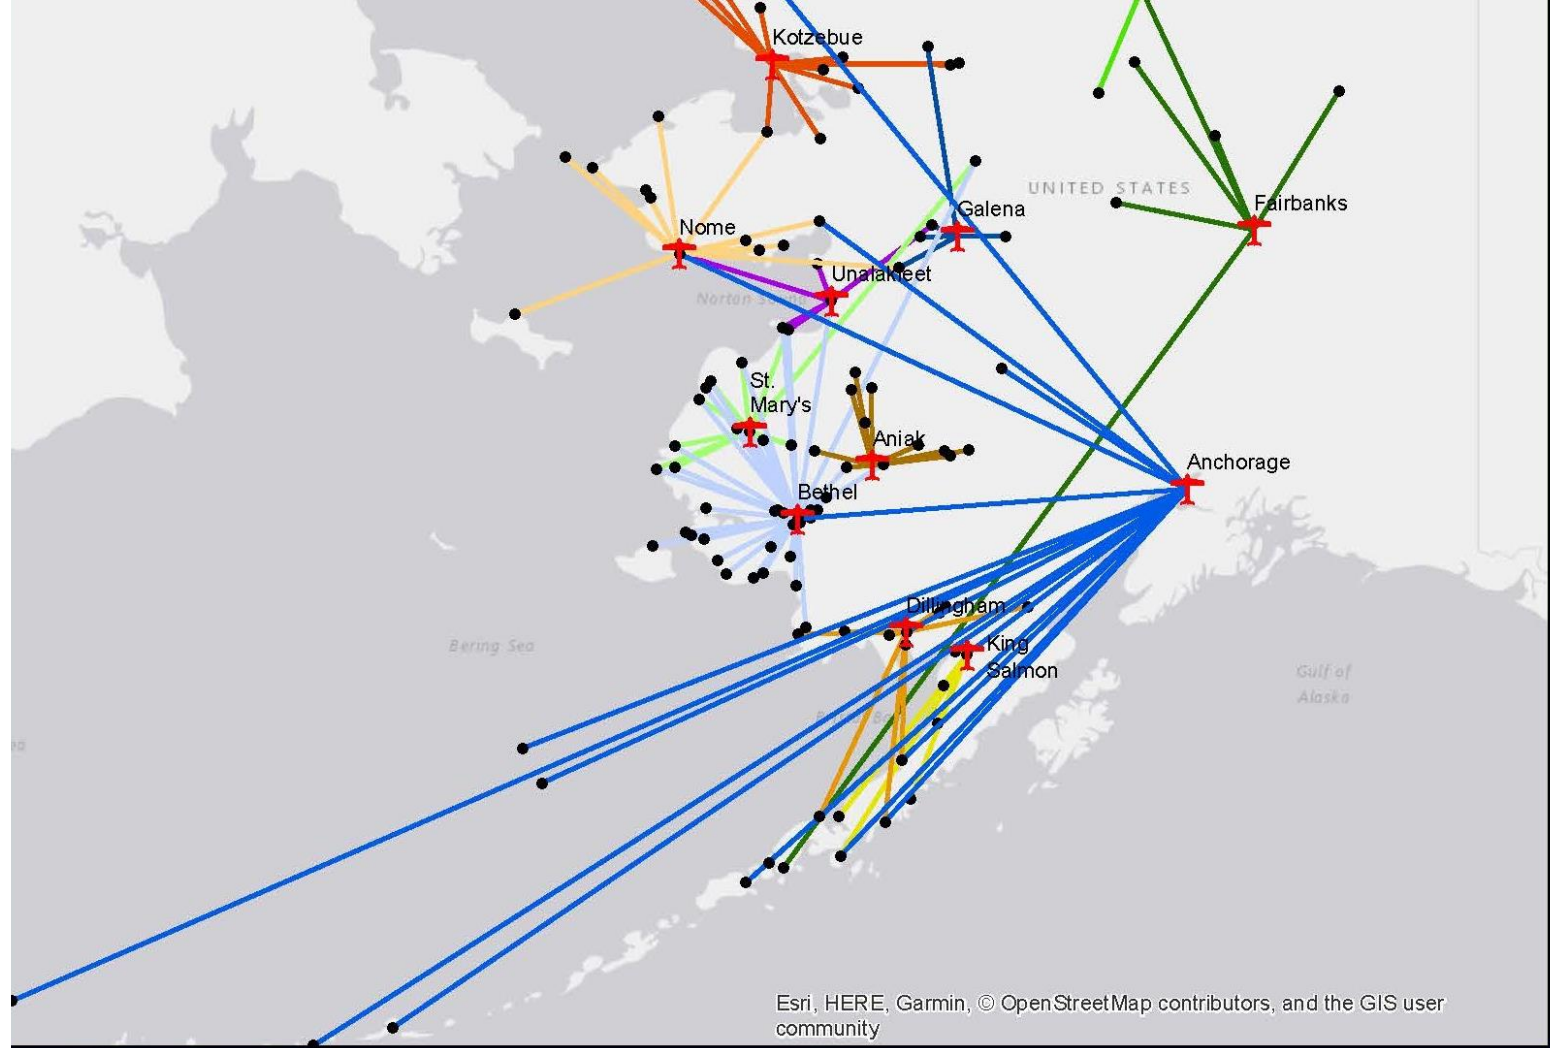 Kotzebue
UNITED STATES
Galena
Fairbanks
Nome
Unalakleet
Norton Sound
St.
Mary's
Aniak
Anchorage
Bethel
Dillingham
Bering Sea
King
Salmon
Gulf of
Alaska
Esri, HERE, Garmin, © OpenStreetMap contributors, and the GIS user
community